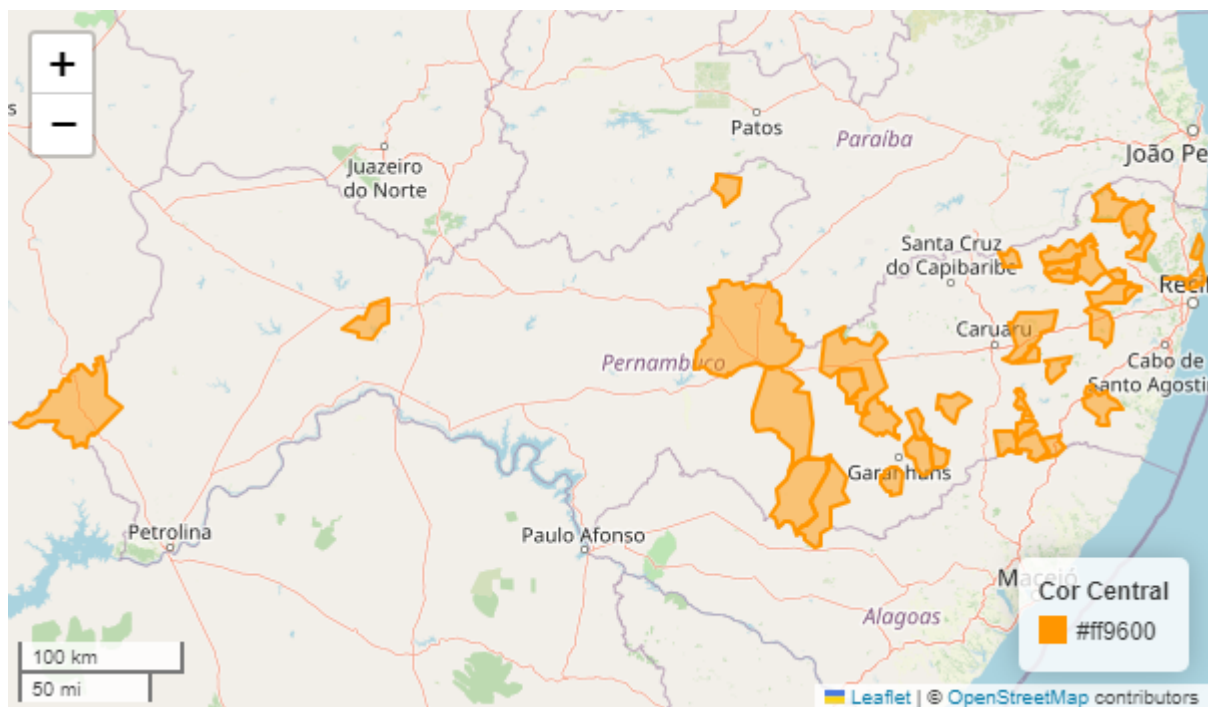 +
−
s
Patos
Paraíba
João Pe
Juazeiro
do Norte
Santa Cruz
do Capibaribe
Reci
Caruaru
Pernambuco
Cabo de
Santo Agostin
Garanhuns
Petrolina
Paulo Afonso
Maceió
Alagoas
Cor Central
#ff9600
100 km
50 mi
Leaflet | © OpenStreetMap contributors